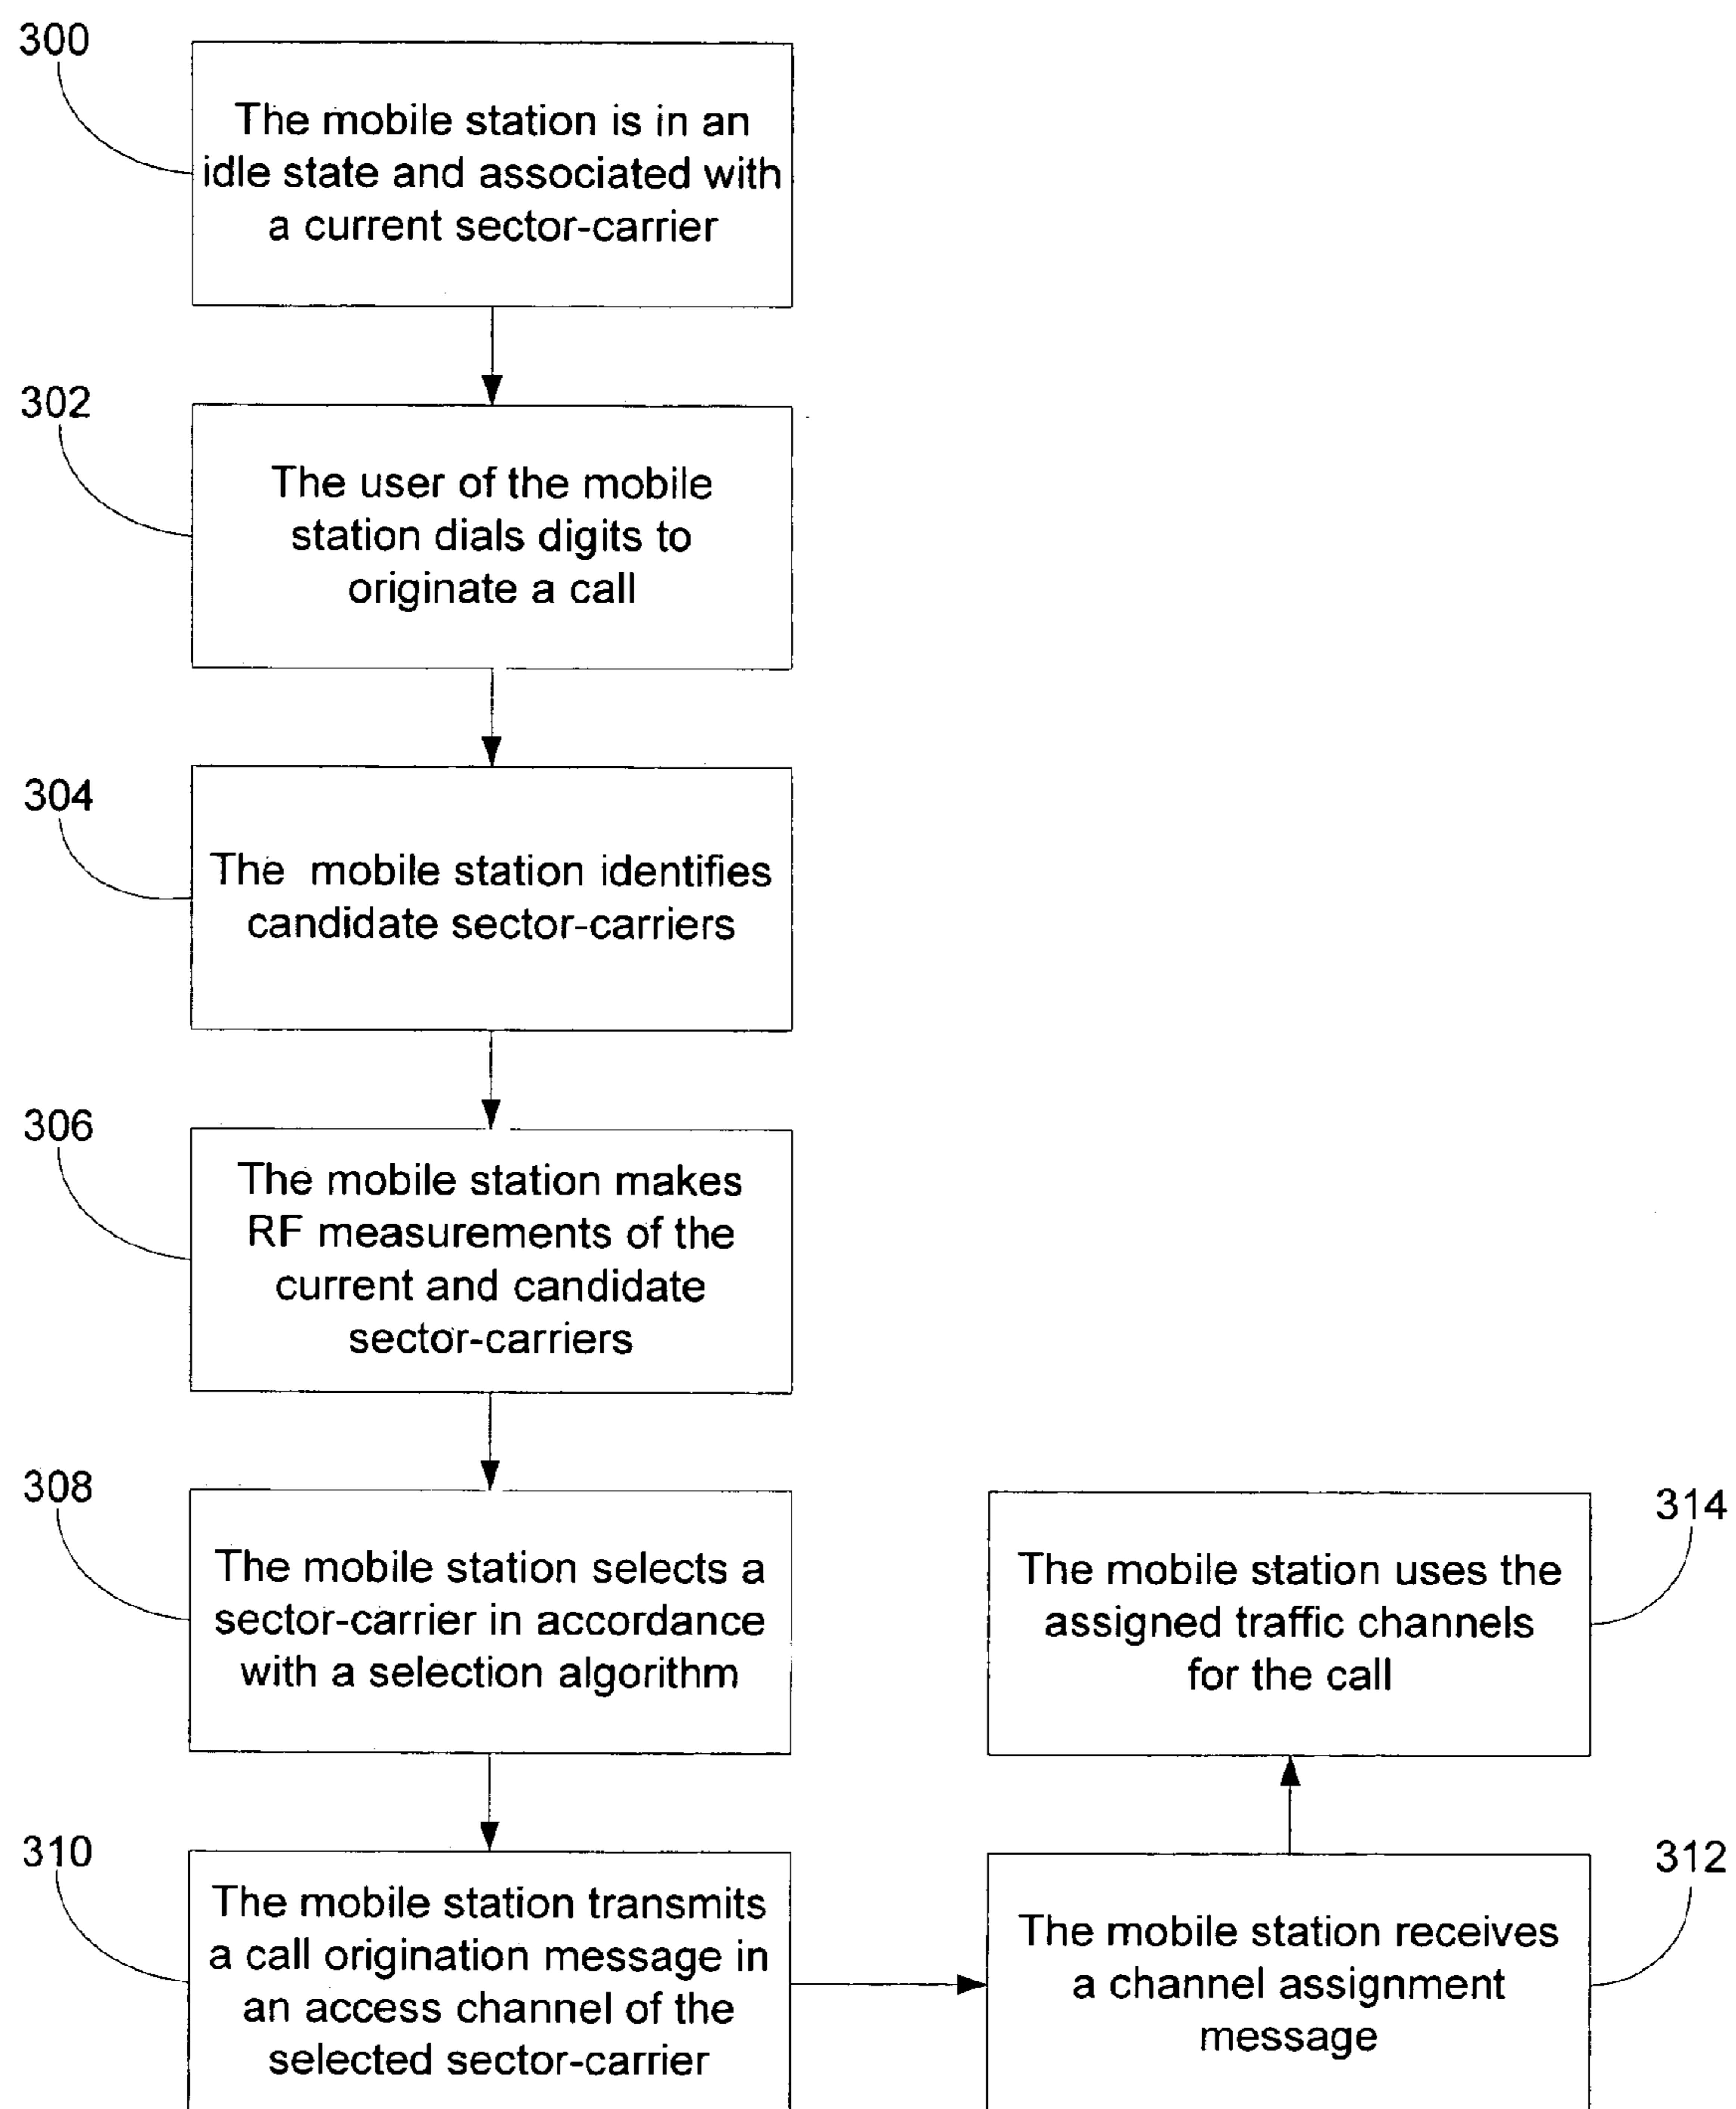 300
The mobile station is in an
idle state and associated with
a current sector-carrier
302
The user of the mobile
station dials digits to
originate a call
304
The mobile station identifies
candidate sector-carriers
306
The mobile station makes
RF measurements of the
current and candidate
sector-carriers
308
The mobile station selects a
sector-carrier in accordance
with a selection algorithm
310
The mobile station transmits
a call origination message in
an access channel of the
selected sector-carrier
312
The mobile station receives
a channel assignment
message
314
The mobile station uses the
assigned traffic channels
for the call